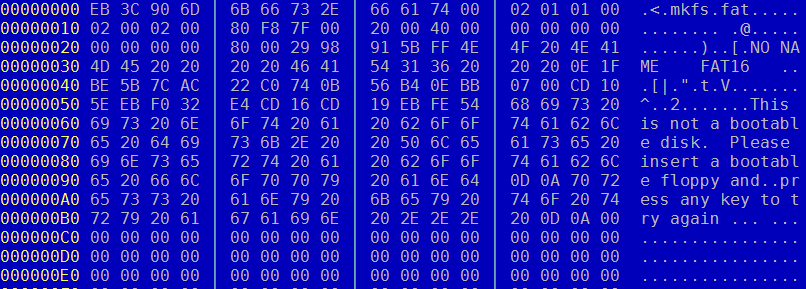 00000000 EB 3C 90 6D 6B 66 73 2E 66 61 74 00 02 01 01 00 .<.mkfs.fat.....
00000010 02 00 02 00 80 F8 7F 00 20 00 40 00 00 00 00 00 ........ .@.....
00000020 00 00 00 00 80 00 29 98 91 5B FF 4E 4F 20 4E 41 ......)..[.NO NA
00000030 4D 45 20 20 20 20 46 41 54 31 36 20 20 20 0E 1F ME    FAT16   ..
00000040 BE 5B 7C AC 22 C0 74 0B 56 B4 0E BB 07 00 CD 10 .[|.".t.V.......
00000050 5E EB F0 32 E4 CD 16 CD 19 EB FE 54 68 69 73 20 ^..2.......This
00000060 69 73 20 6E 6F 74 20 61 20 62 6F 6F 74 61 62 6C is not a bootabl
00000070 65 20 64 69 73 6B 2E 20 20 50 6C 65 61 73 65 20 e disk.  Please
00000080 69 6E 73 65 72 74 20 61 20 62 6F 6F 74 61 62 6C insert a bootabl
00000090 65 20 66 6C 6F 70 70 79 20 61 6E 64 0D 0A 70 72 e floppy and..pr
000000A0 65 73 73 20 61 6E 79 20 6B 65 79 20 74 6F 20 74 ess any key to t
000000B0 72 79 20 61 67 61 69 6E 20 2E 2E 2E 20 0D 0A 00 ry again ... ...
000000C0 00 00 00 00 00 00 00 00 00 00 00 00 00 00 00 00 ................
000000D0 00 00 00 00 00 00 00 00 00 00 00 00 00 00 00 00 ................
000000E0 00 00 00 00 00 00 00 00 00 00 00 00 00 00 00 00 ................